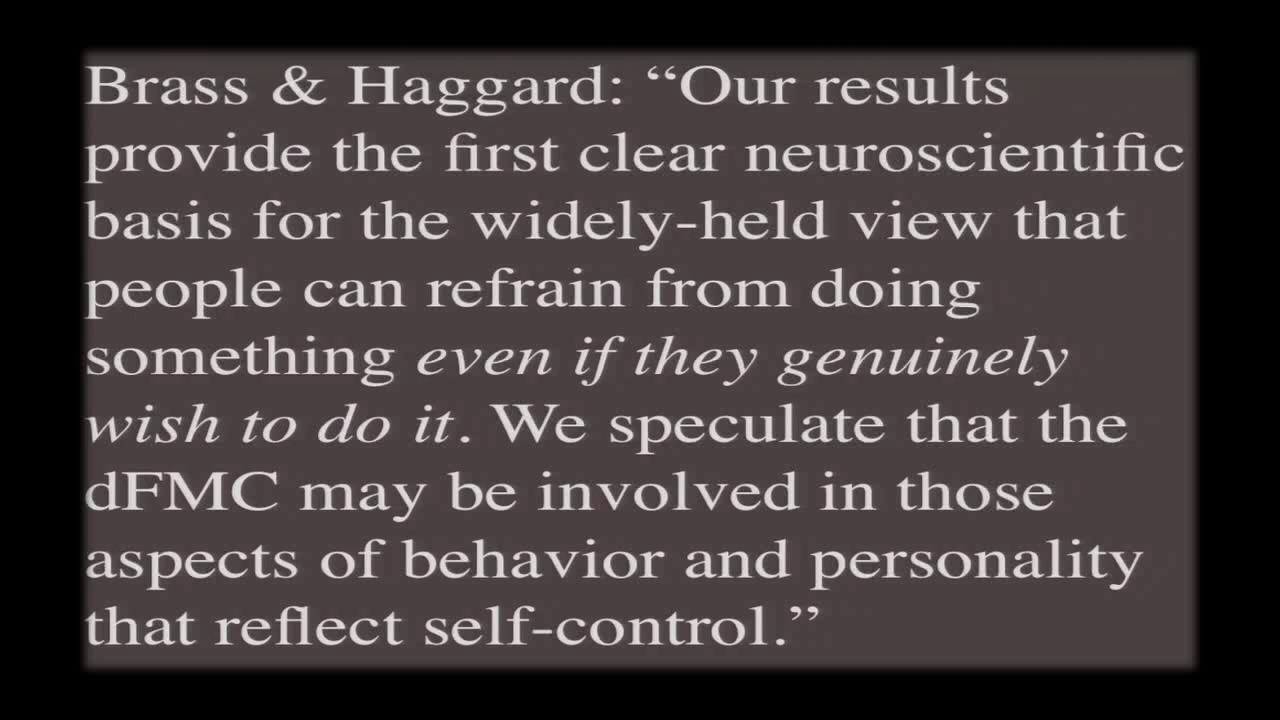 Brass & Haggard: “Our results
provide the first clear neuroscientific
basis for the widely-held view that
people can refrain from doing
something even if they genuinely
wish to do it. We speculate that the
dFMC may be involved in those
aspects of behavior and personality
that reflect self-control.”